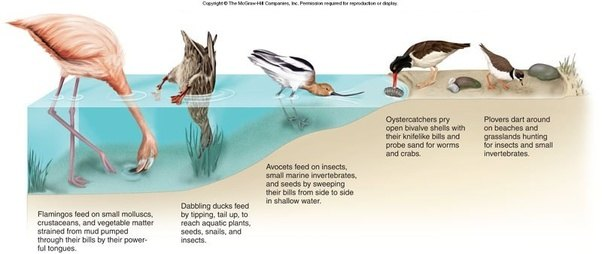 Copyright © The McGraw-Hill Companies, Inc. Permission required for reproduction or display.
Flamingos feed on small molluscs,
crustaceans, and vegetable matter
strained from mud pumped
through their bills by their power-
ful tongues.
Dabbling ducks feed
by tipping, tail up, to
reach aquatic plants,
seeds, snails, and
insects.
Avocets feed on insects,
small marine invertebrates,
and seeds by sweeping
their bills from side to side
in shallow water.
Oystercatchers pry
open bivalve shells with
their knifelike bills and
probe sand for worms
and crabs.
Plovers dart around
on beaches and
grasslands hunting
for insects and small
invertebrates.